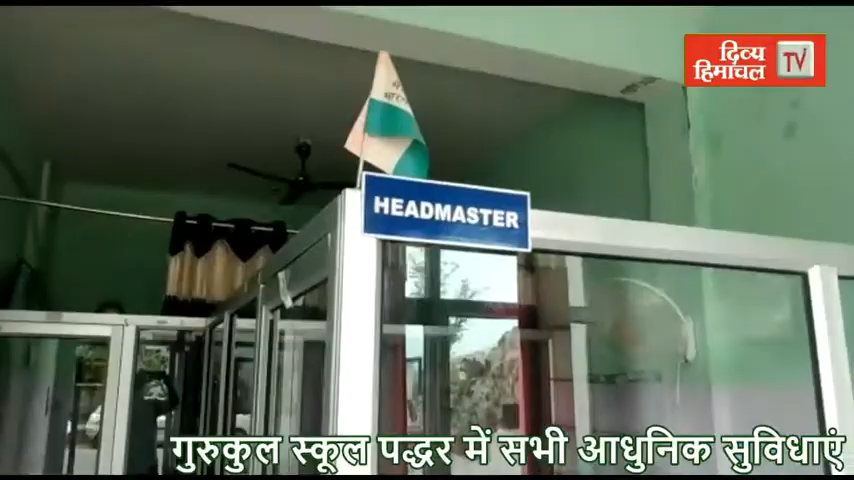 दिव्य
हिमाचल
TV
HEADMASTER
गुरुकुल स्कूल पद्धर में सभी आधुनिक सुविधाएं